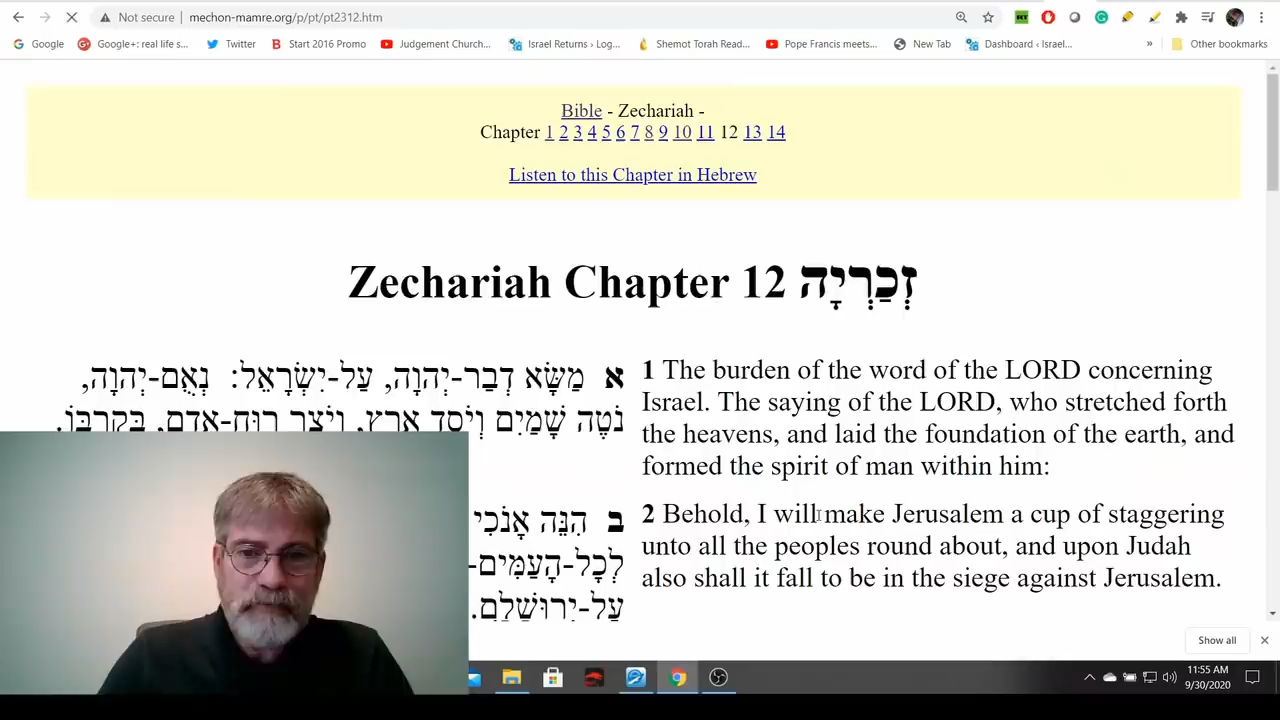 Not secure | mechon-mamre.org/p/pt/pt2312.htm
Google Google+: real life s... Twitter Start 2016 Promo Judgement Church... Israel Returns › Log... Shemot Torah Read... Pope Francis meets... New Tab Dashboard ‹ Israel... » Other bookmarks
Bible - Zechariah -
Chapter 1 2 3 4 5 6 7 8 9 10 11 12 13 14
Listen to this Chapter in Hebrew
Zechariah Chapter 12 זְכַרְיָה
א מַשָּׂא דְבַר-יְהוָה, עַל-יִשְׂרָאֵל: נְאֻם-יְהוָה,
נֹטֶה שָׁמַיִם וְיֹסֵד אָרֶץ, וְיֹצֵר רוּחַ-אָדָם, בְּקִרְבּוֹ.
1 The burden of the word of the LORD concerning
Israel. The saying of the LORD, who stretched forth
the heavens, and laid the foundation of the earth, and
formed the spirit of man within him:
ב הִנֵּה אָנֹכִי
לְכָל-הָעַמִּים-
עַל-יְרוּשָׁלִָם.
2 Behold, I will make Jerusalem a cup of staggering
unto all the peoples round about, and upon Judah
also shall it fall to be in the siege against Jerusalem.
Show all
11:55 AM
9/30/2020